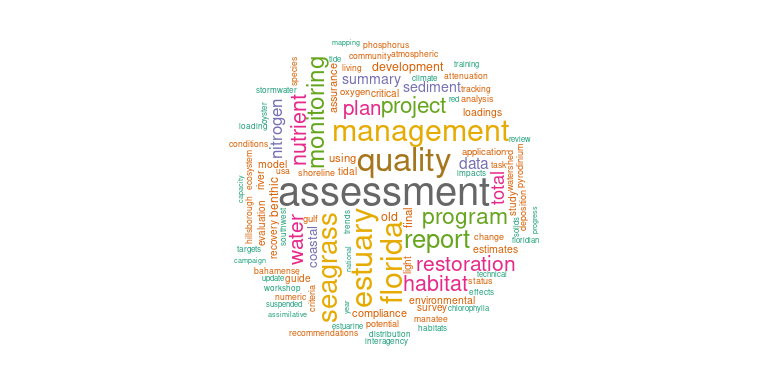 mapping
phosphorus
community
atmospheric
tide
species
living
development
climate
training
monitoring
assurance
summary
attenuation
stormwater
oxygen
critical
sediment
tracking
oyster
nutrient
plan
project
red
analysis
loading
nitrogen
loadings
management
review
conditions
using
quality
application
data
task
watershed
pyrodinium
model
usa
shoreline
tidal
impacts
ecosystem
river
benthic
assessment
total
study
deposition
capacity
hillsborough
evaluation
southwest
water
gulf
seagrass
trends
estuary
old
final
program
solids
progress
floridian
recovery
coastal
florida
report
change
targets
estimates
campaign
national
light
restoration
bahamense
update
guide
habitat
status
technical
workshop
effects
numeric
criteria
environmental
suspended
year
survey
chlorophylla
assimilative
compliance
manatee
estuarine
potential
habitats
recommendations
distribution
interagency